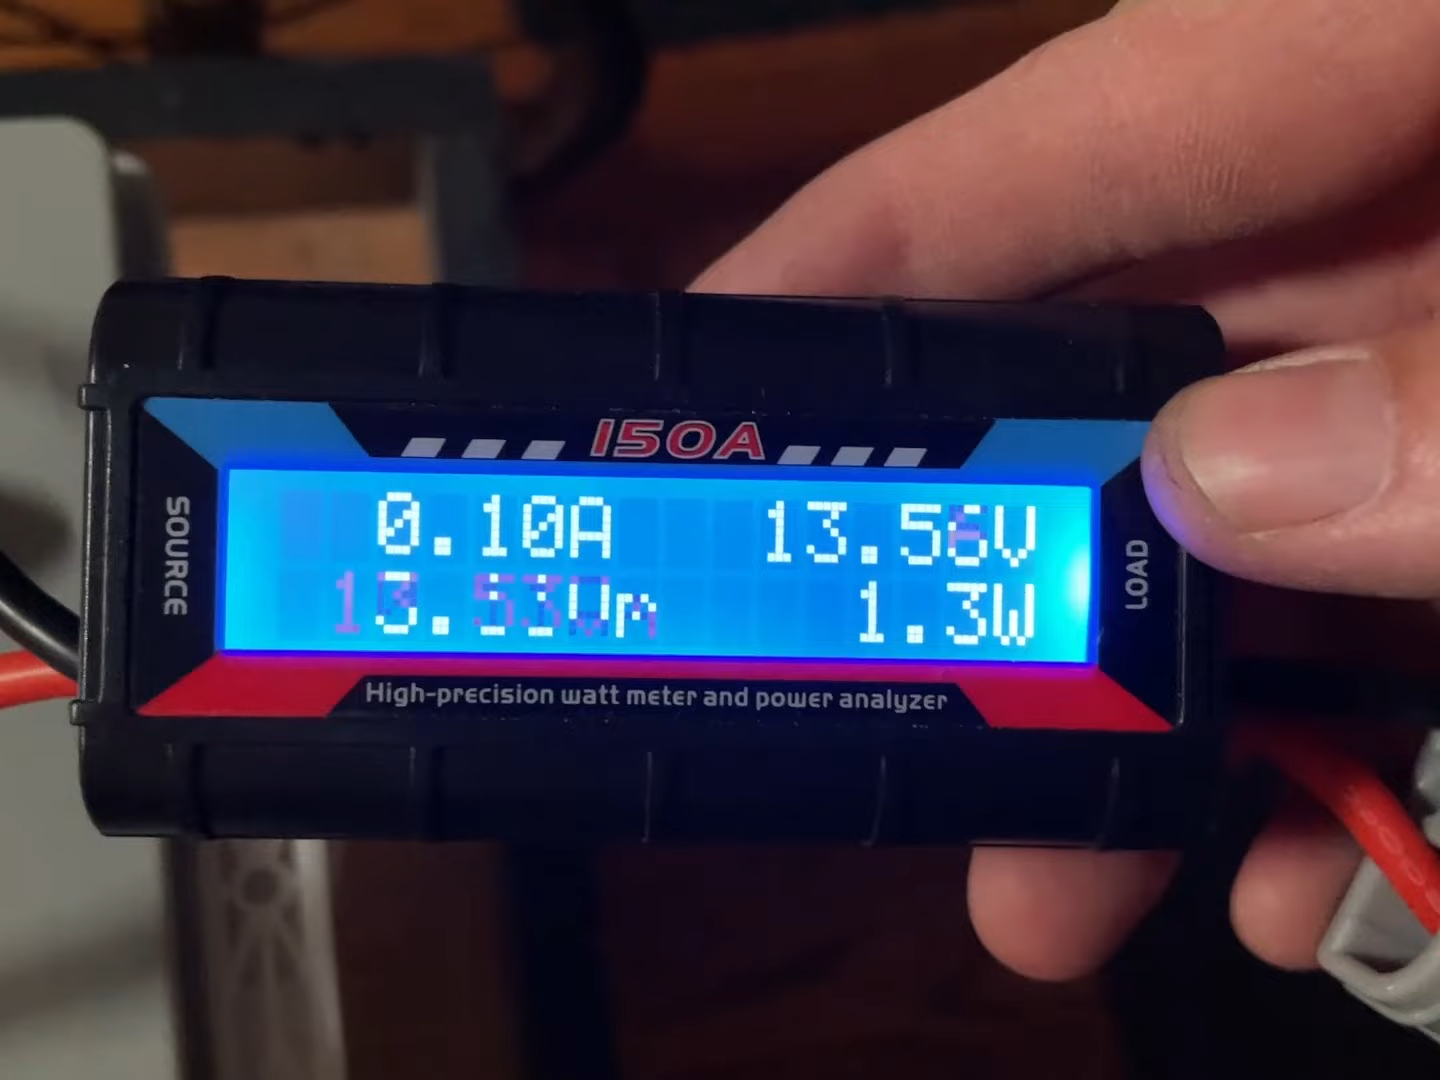 150A
SOURCE
0.10A 13.56V
1.3W
LOAD
High-precision watt meter and power analyzer